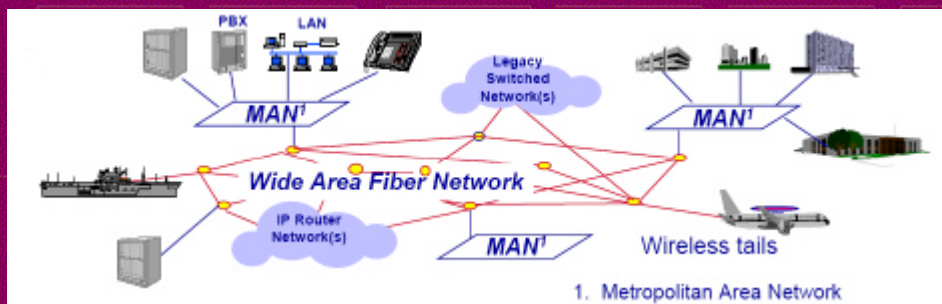 PBX
LAN
Legacy
Switched
Network(s)
MAN¹
MAN¹
Wide Area Fiber Network
IP Router
Network(s)
MAN¹
Wireless tails
1. Metropolitan Area Network